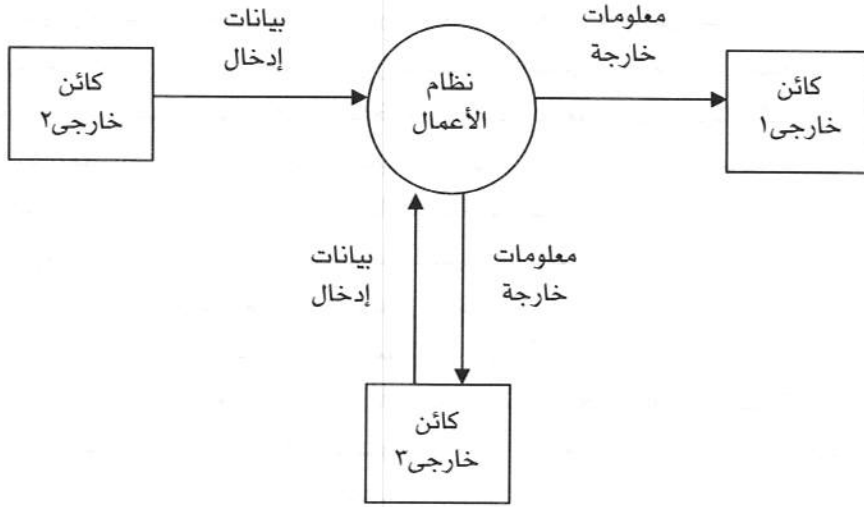 معلومات
خارجة
بيانات
إدخال
كائن
خارجى١
نظام
الأعمال
كائن
خارجى٢
معلومات
خارجة
بيانات
إدخال
كائن
خارجى٣